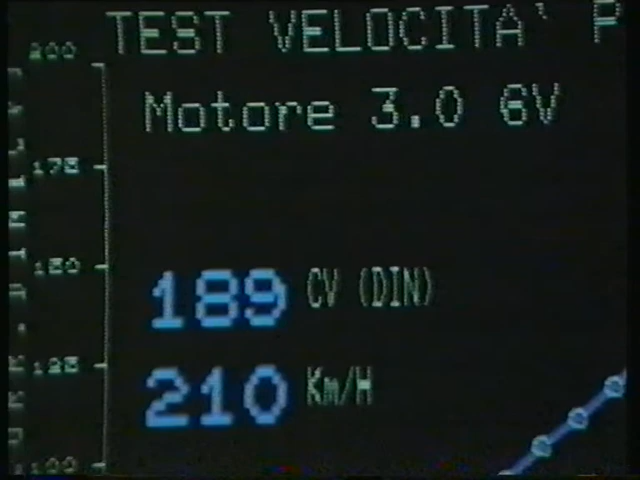 TEST VELOCITA` P
200
Motore 3.0 6V
175
150
189 CV (DIN)
125
210 Km/H
100